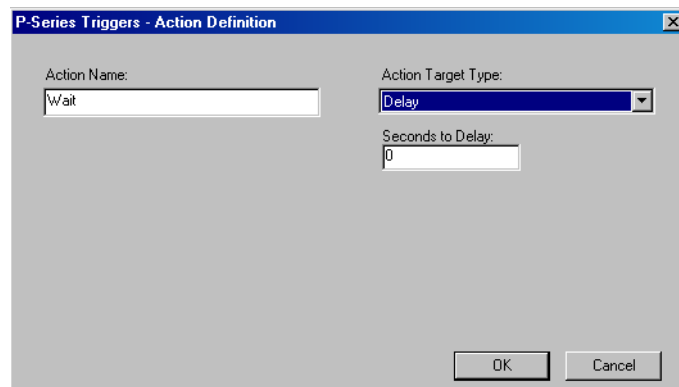 P-Series Triggers - Action Definition
Action Name:
Wait
Action Target Type:
Delay
Seconds to Delay:
0
OK
Cancel